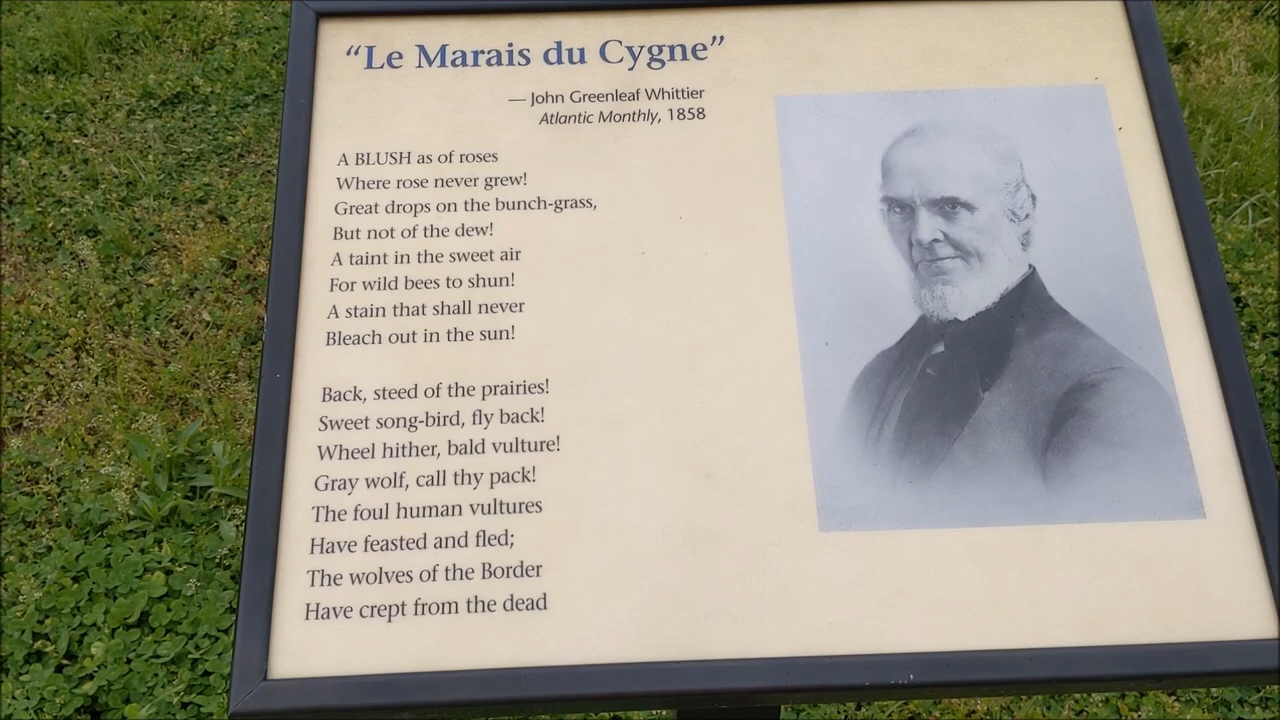 “Le Marais du Cygne”
— John Greenleaf Whittier
Atlantic Monthly, 1858
A BLUSH as of roses
Where rose never grew!
Great drops on the bunch-grass,
But not of the dew!
A taint in the sweet air
For wild bees to shun!
A stain that shall never
Bleach out in the sun!
Back, steed of the prairies!
Sweet song-bird, fly back!
Wheel hither, bald vulture!
Gray wolf, call thy pack!
The foul human vultures
Have feasted and fled;
The wolves of the Border
Have crept from the dead